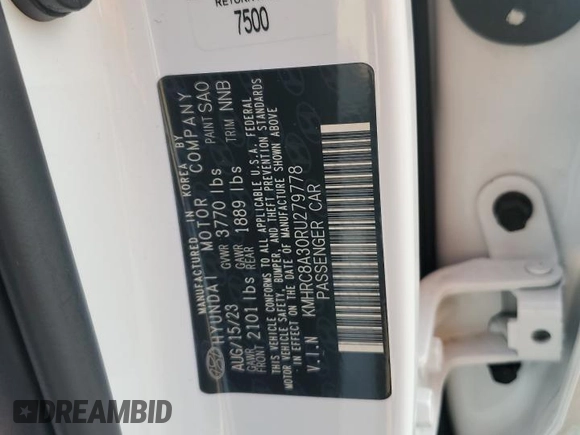 RETURN
7500
MANUFACTURED IN KOREA BY
HYUNDAI MOTOR COMPANY
AUG/15/23 GVWR 3770 lbs PAINT SAO
GAWR FRONT 2101 lbs GAWR REAR 1889 lbs TRIM NNB
THIS VEHICLE CONFORMS TO ALL APPLICABLE U.S.A. FEDERAL
MOTOR VEHICLE SAFETY, BUMPER, AND THEFT PREVENTION STANDARDS
IN EFFECT ON THE DATE OF MANUFACTURE SHOWN ABOVE
V.I.N KMHRC8A30RU279778
PASSENGER CAR
DREAMBID